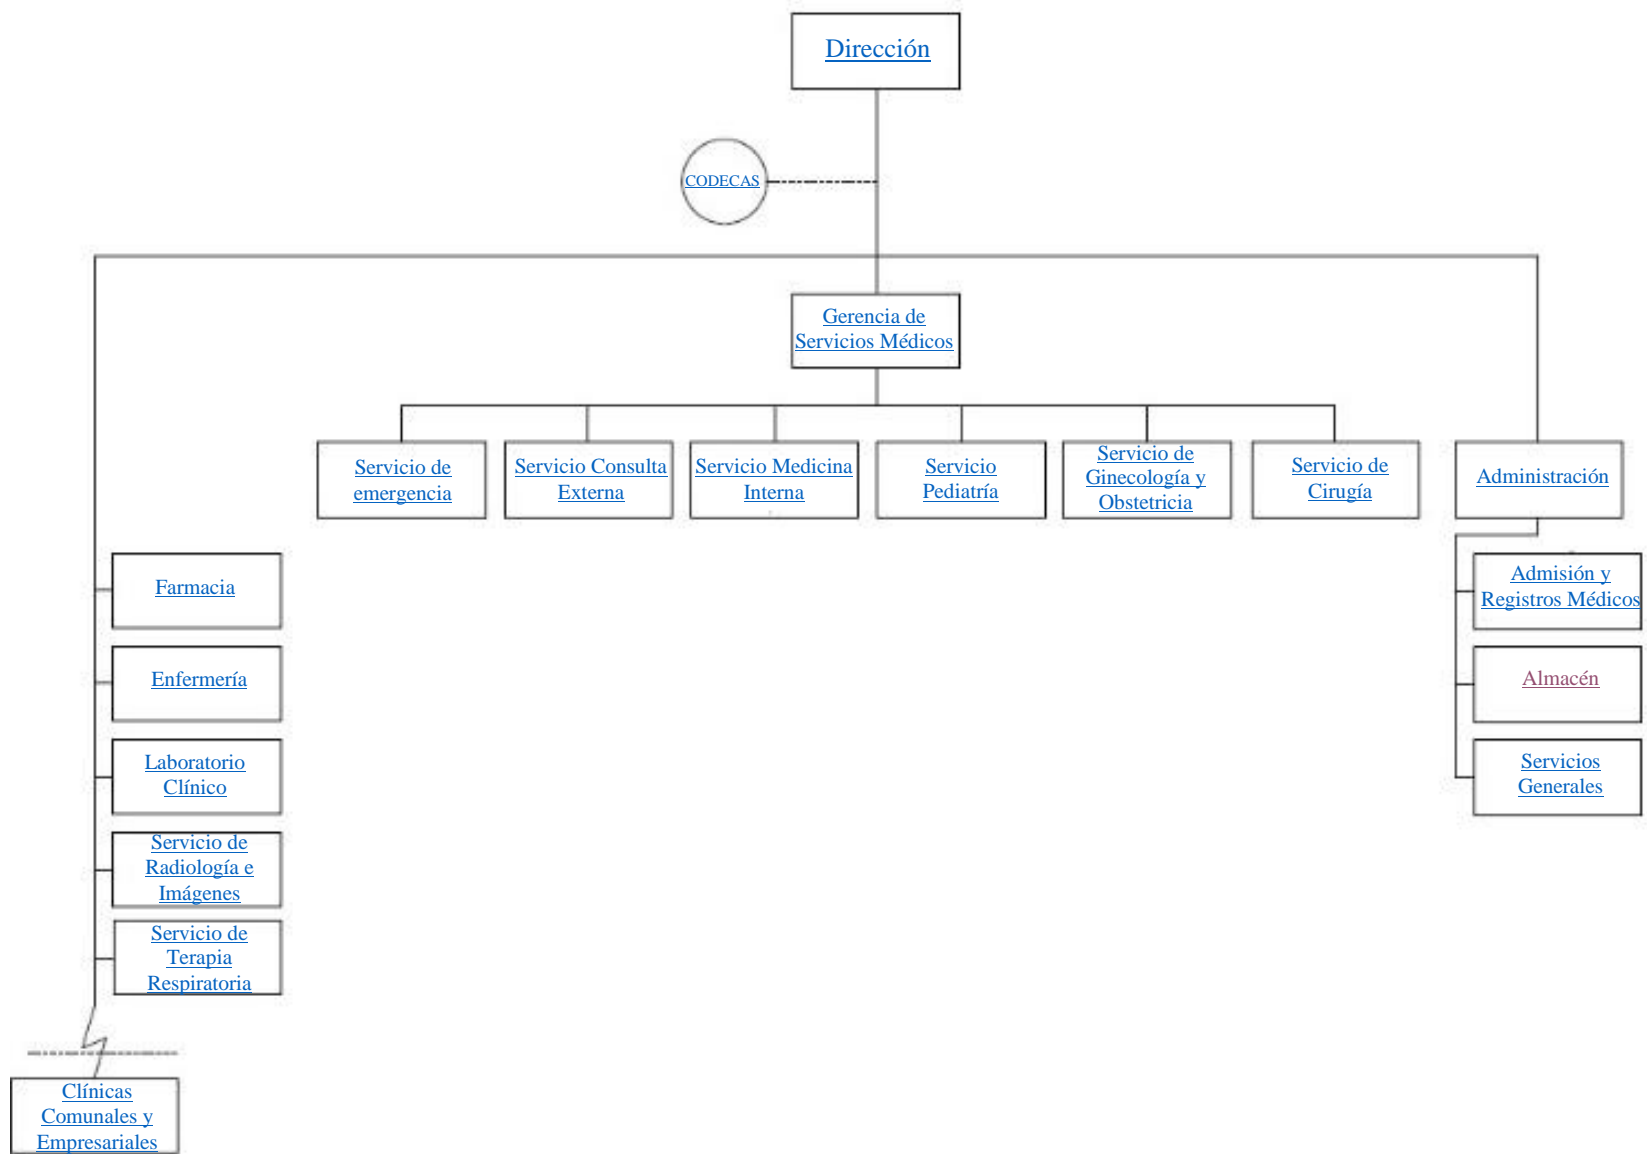 Dirección
CODECAS
Gerencia de
Servicios Médicos
Servicio de
emergencia
Servicio Consulta
Externa
Servicio Medicina
Interna
Servicio
Pediatría
Servicio de
Ginecología y
Obstetricia
Servicio de
Cirugía
Administración
Farmacia
Enfermería
Laboratorio
Clínico
Servicio de
Radiología e
Imágenes
Servicio de
Terapia
Respiratoria
Clínicas
Comunales y
Empresariales
Admisión y
Registros Médicos
Almacén
Servicios
Generales